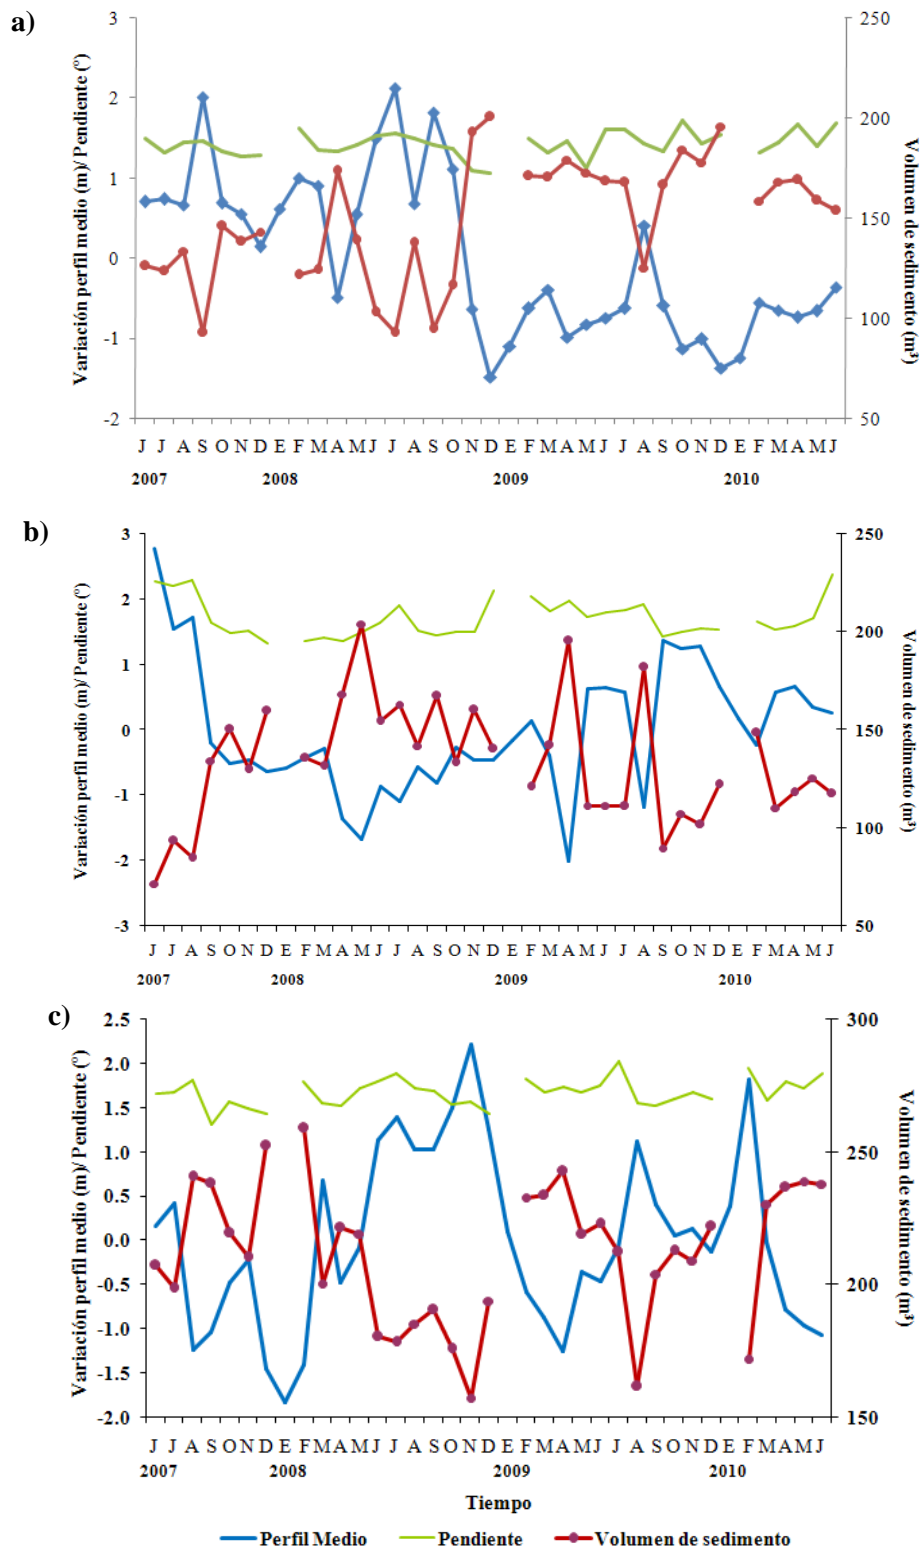 a)
Variación perfil medio (m)/ Pendiente (°)
3
2
1
0
-1
-2
250
200
150
100
50
Volumen de sedimento (m³)
J J A S O N D E F M A M J J A S O N D E F M A M J J A S O N D E F M A M J
2007 2008 2009 2010
b)
Variación perfil medio (m)/ Pendiente (°)
3
2
1
0
-1
-2
-3
250
200
150
100
50
Volumen de sedimento (m³)
J J A S O N D E F M A M J J A S O N D E F M A M J J A S O N D E F M A M J
2007 2008 2009 2010
c)
Variación perfil medio (m)/ Pendiente (°)
2.5
2.0
1.5
1.0
0.5
0.0
-0.5
-1.0
-1.5
-2.0
300
250
200
150
Volumen de sedimento (m³)
J J A S O N D E F M A M J J A S O N D E F M A M J J A S O N D E F M A M J
2007 2008 2009 2010
Tiempo
Perfil Medio Pendiente Volumen de sedimento